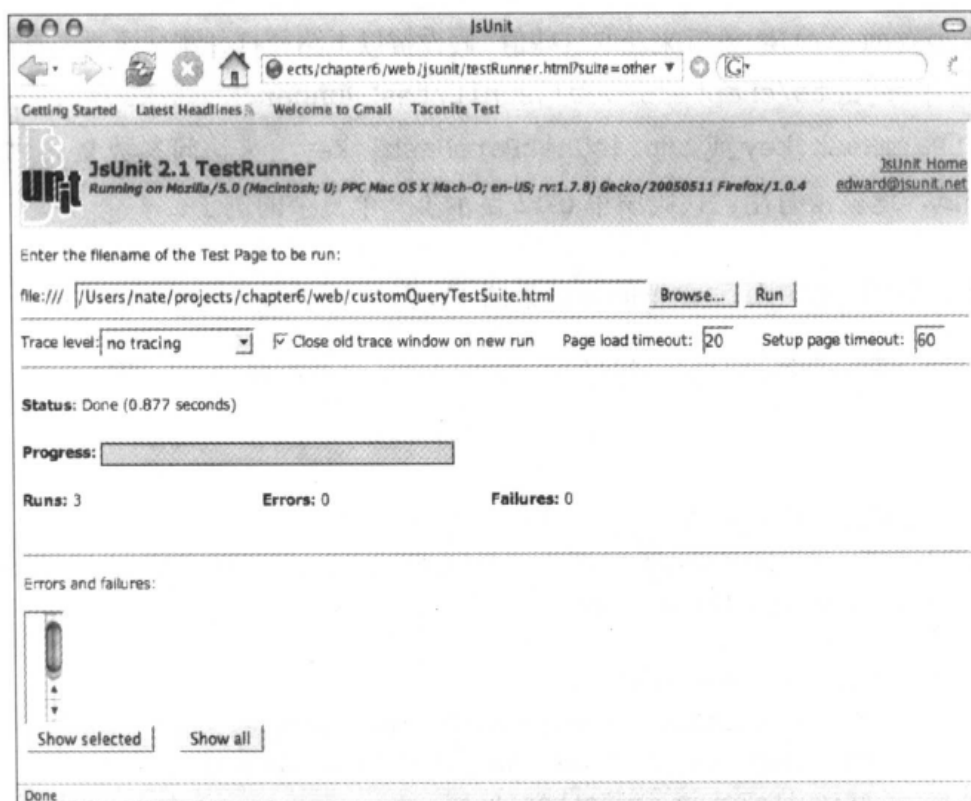 JsUnit
ects/chapter6/web/jsunit/testRunner.html?suite=other
G
Getting Started Latest Headlines Welcome to Gmail Taconite Test
JsUnit 2.1 TestRunner
Running on Mozilla/5.0 (Macintosh; U; PPC Mac OS X Mach-O; en-US; rv:1.7.8) Gecko/20050511 Firefox/1.0.4
JsUnit Home
edward@jsunit.net
JS Unit
Enter the filename of the Test Page to be run:
file:/// /Users/nate/projects/chapter6/web/customQueryTestSuite.html Browse... Run
Trace level: no tracing Close old trace window on new run Page load timeout: 20 Setup page timeout: 60
Status: Done (0.877 seconds)
Progress:
Runs: 3 Errors: 0 Failures: 0
Errors and failures:
Show selected Show all
Done